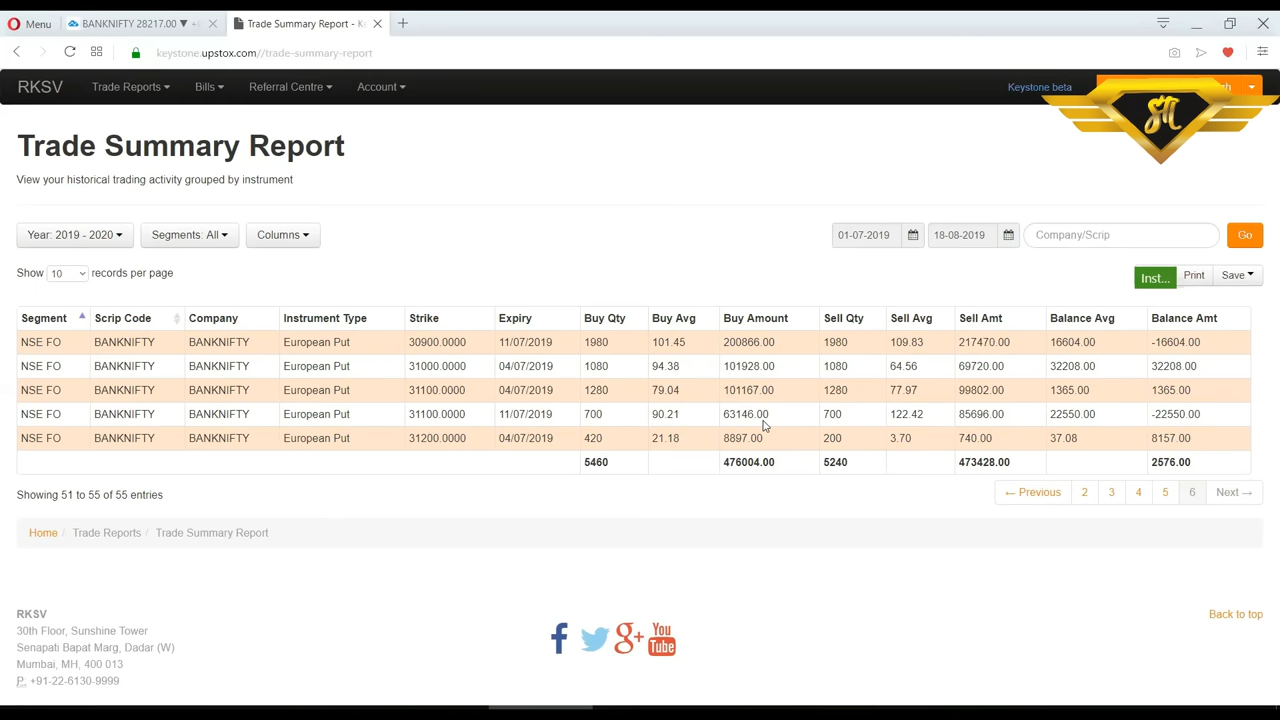 Menu
BANKNIFTY 28217.00 ▼
Trade Summary Report -
keystone.upstox.com//trade-summary-report
RKSV Trade Reports Bills Referral Centre Account Keystone beta
Trade Summary Report
View your historical trading activity grouped by instrument
Year: 2019 - 2020 Segments: All Columns 01-07-2019 18-08-2019 Company/Scrip Go
Show 10 records per page Inst... Print Save
Segment Scrip Code Company Instrument Type Strike Expiry Buy Qty Buy Avg Buy Amount Sell Qty Sell Avg Sell Amt Balance Avg Balance Amt
NSE FO BANKNIFTY BANKNIFTY European Put 30900.0000 11/07/2019 1980 101.45 200866.00 1980 109.83 217470.00 16604.00 -16604.00
NSE FO BANKNIFTY BANKNIFTY European Put 31000.0000 04/07/2019 1080 94.38 101928.00 1080 64.56 69720.00 32208.00 32208.00
NSE FO BANKNIFTY BANKNIFTY European Put 31100.0000 04/07/2019 1280 79.04 101167.00 1280 77.97 99802.00 1365.00 1365.00
NSE FO BANKNIFTY BANKNIFTY European Put 31100.0000 11/07/2019 700 90.21 63146.00 700 122.42 85696.00 22550.00 -22550.00
NSE FO BANKNIFTY BANKNIFTY European Put 31200.0000 04/07/2019 420 21.18 8897.00 200 3.70 740.00 37.08 8157.00
5460 476004.00 5240 473428.00 2576.00
Showing 51 to 55 of 55 entries
← Previous 2 3 4 5 6 Next →
Home / Trade Reports / Trade Summary Report
RKSV
30th Floor, Sunshine Tower
Senapati Bapat Marg, Dadar (W)
Mumbai, MH, 400 013
P: +91-22-6130-9999
Back to top
You
Tube